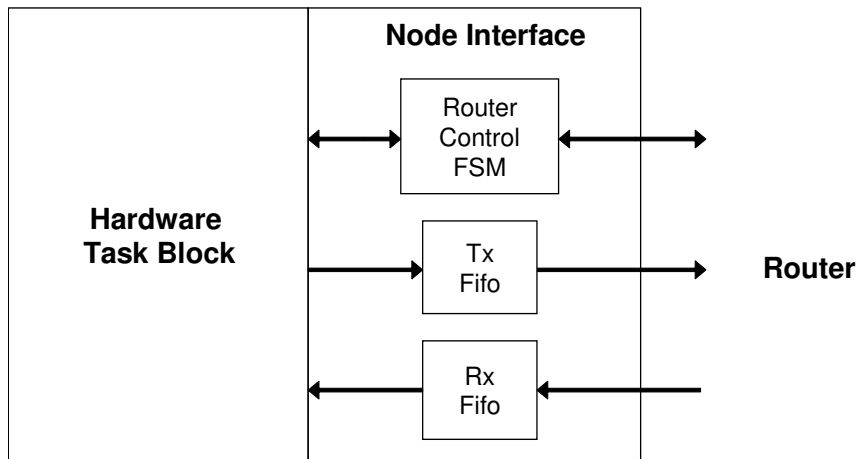 Node Interface
Router
Control
FSM
Hardware
Task Block
Tx
Fifo
Router
Rx
Fifo